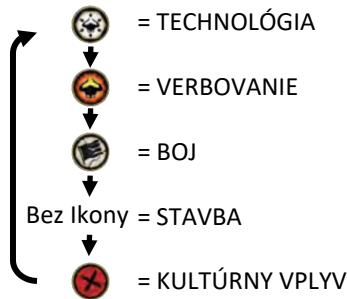 = TECHNOLÓGIA
= VERBOVANIE
= BOJ
Bez Ikony = STAVBA
= KULTÚRNY VPLYV